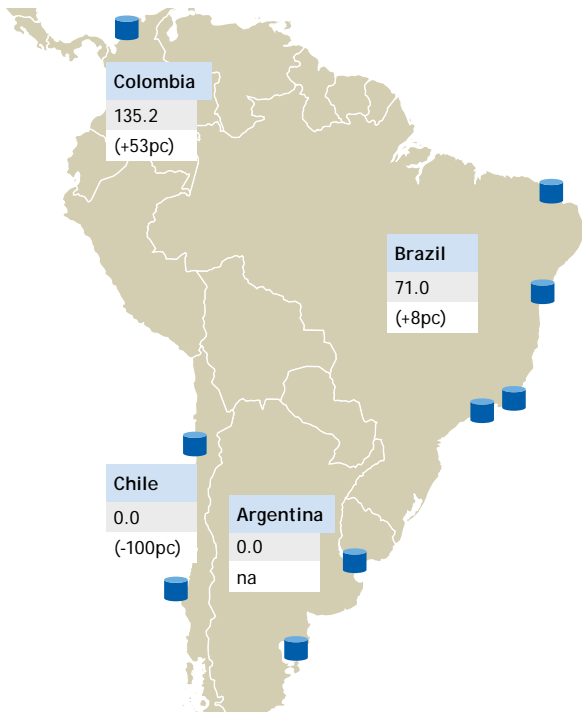 Colombia
135.2
(+53pc)
Brazil
71.0
(+8pc)
Chile
0.0
(-100pc)
Argentina
0.0
na